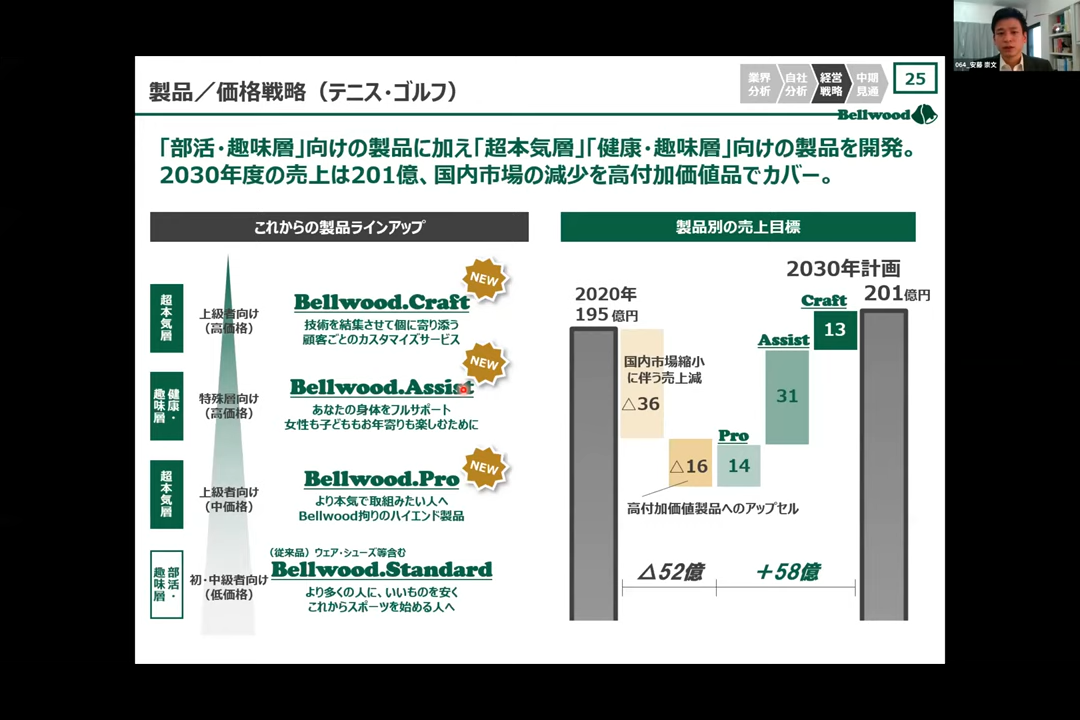 064_安藤 崇文
製品／価格戦略（テニス・ゴルフ）
業界分析
自社分析
経営戦略
中期見通
25
Bellwood
「部活・趣味層」向けの製品に加え「超本気層」「健康・趣味層」向けの製品を開発。
2030年度の売上は201億、国内市場の減少を高付加価値品でカバー。
これからの製品ラインアップ
超本気層
上級者向け
（高価格）
NEW
Bellwood.Craft
技術を結集させて個に寄り添う
顧客ごとのカスタマイズサービス
健康・
趣味層
特殊層向け
（高価格）
NEW
Bellwood.Assist
あなたの身体をフルサポート
女性も子どももお年寄りも楽しむために
超本気層
上級者向け
（中価格）
NEW
Bellwood.Pro
より本気で取組みたい人へ
Bellwood拘りのハイエンド製品
部活・
趣味層
初・中級者向け
（低価格）
（従来品）ウェア・シューズ等含む
Bellwood.Standard
より多くの人に、いいものを安く
これからスポーツを始める人へ
製品別の売上目標
2020年
195億円
国内市場縮小
に伴う売上減
△36
△16
高付加価値製品へのアップセル
Pro
14
Assist
31
Craft
13
2030年計画
201億円
△52億
＋58億